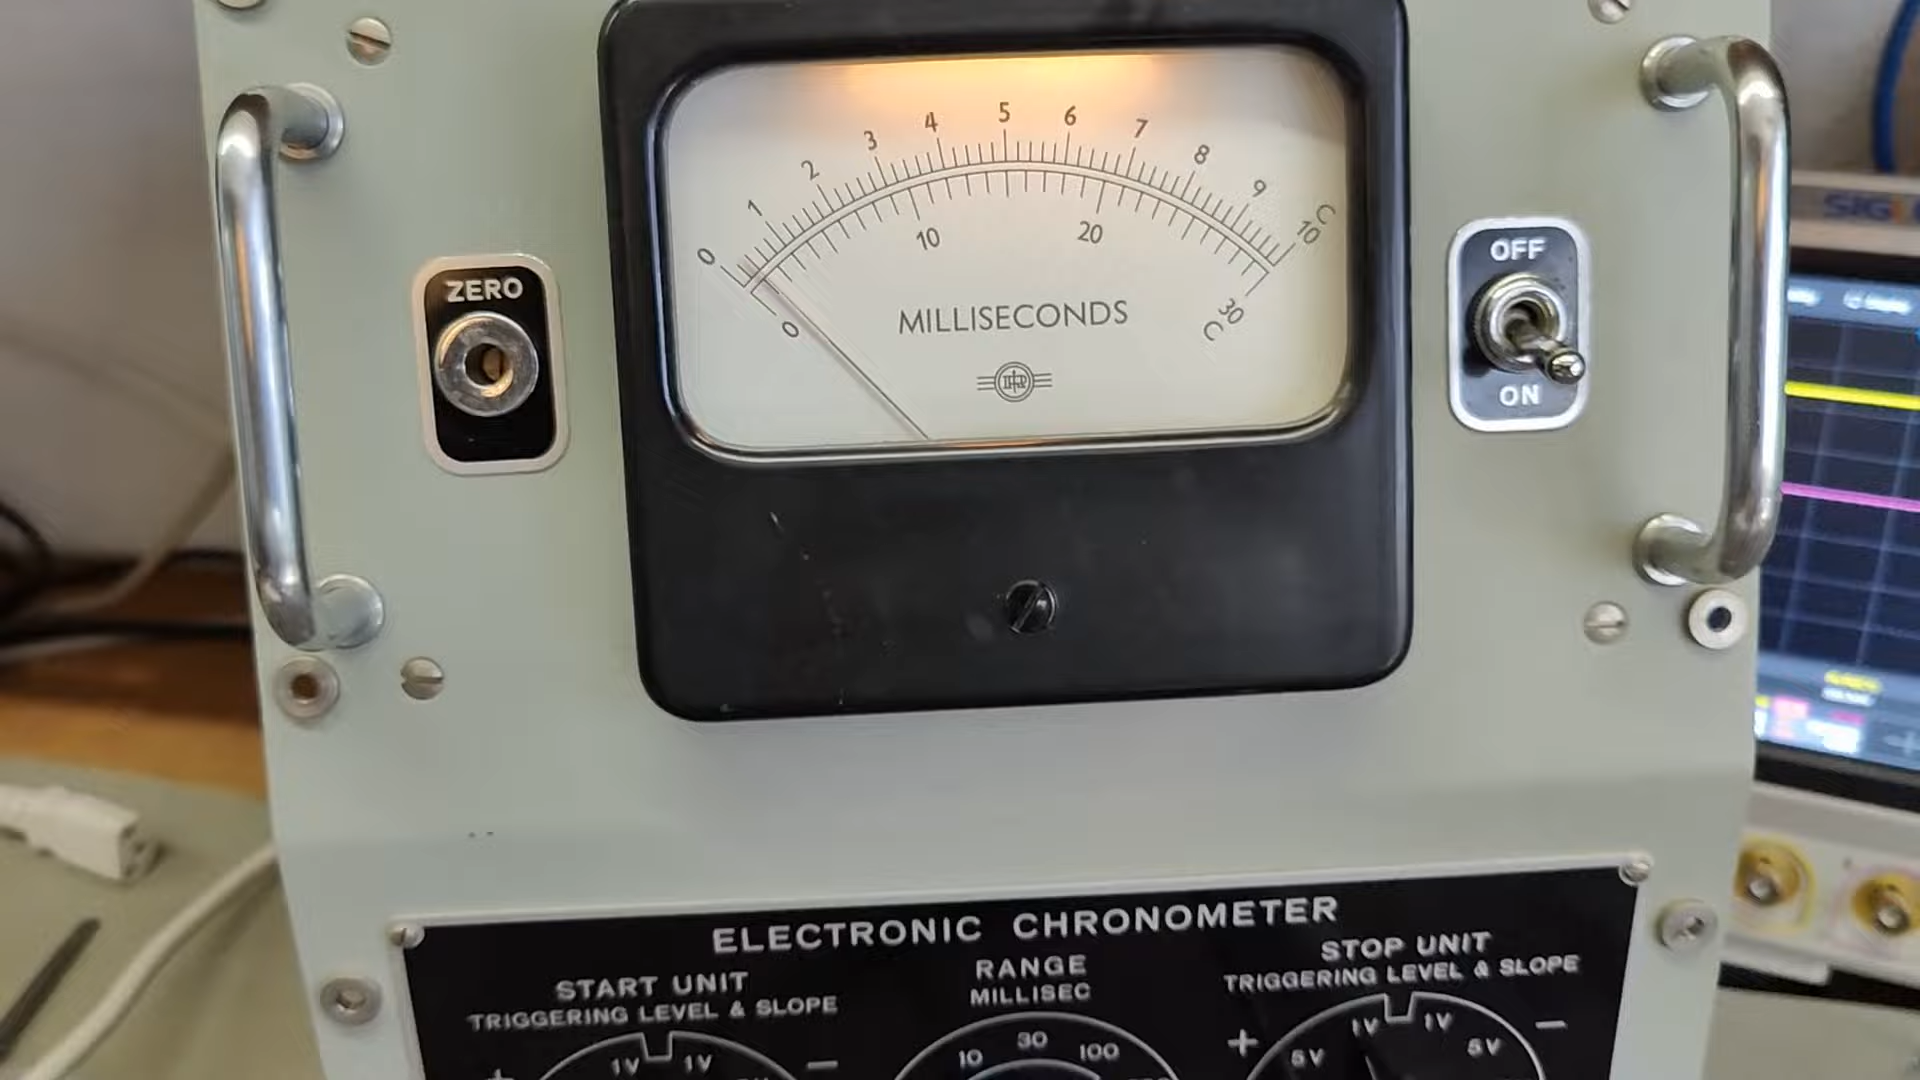 0 1 2 3 4 5 6 7 8 9 10 C
0 10 20 30 C
MILLISECONDS
ZERO
OFF
ON
ELECTRONIC CHRONOMETER
START UNIT
TRIGGERING LEVEL & SLOPE
+ 1V 1V −
RANGE
MILLISEC
10 30 100
STOP UNIT
TRIGGERING LEVEL & SLOPE
+ 5V 1V 1V 5V −